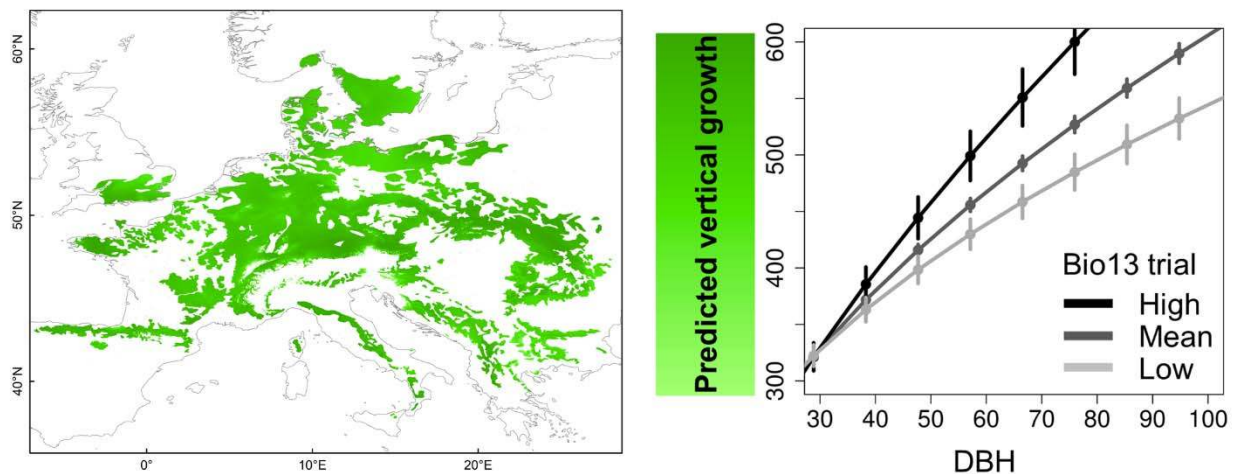 60°N
50°N
40°N
0°
10°E
20°E
Predicted vertical growth
600
500
400
300
Bio13 trial
High
Mean
Low
30 40 50 60 70 80 90 100
DBH